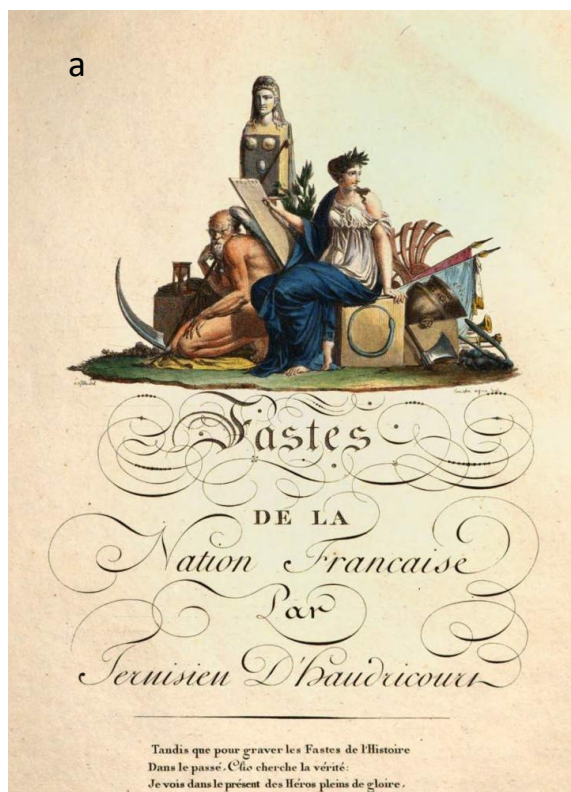 a
Fastes
DE LA
Nation Francaise
Par
Ternisien D'haudricourt
Tandis que pour graver les Fastes de l'Histoire
Dans le passé, Clio cherche la vérité:
Je vois dans le présent des Héros pleins de gloire,